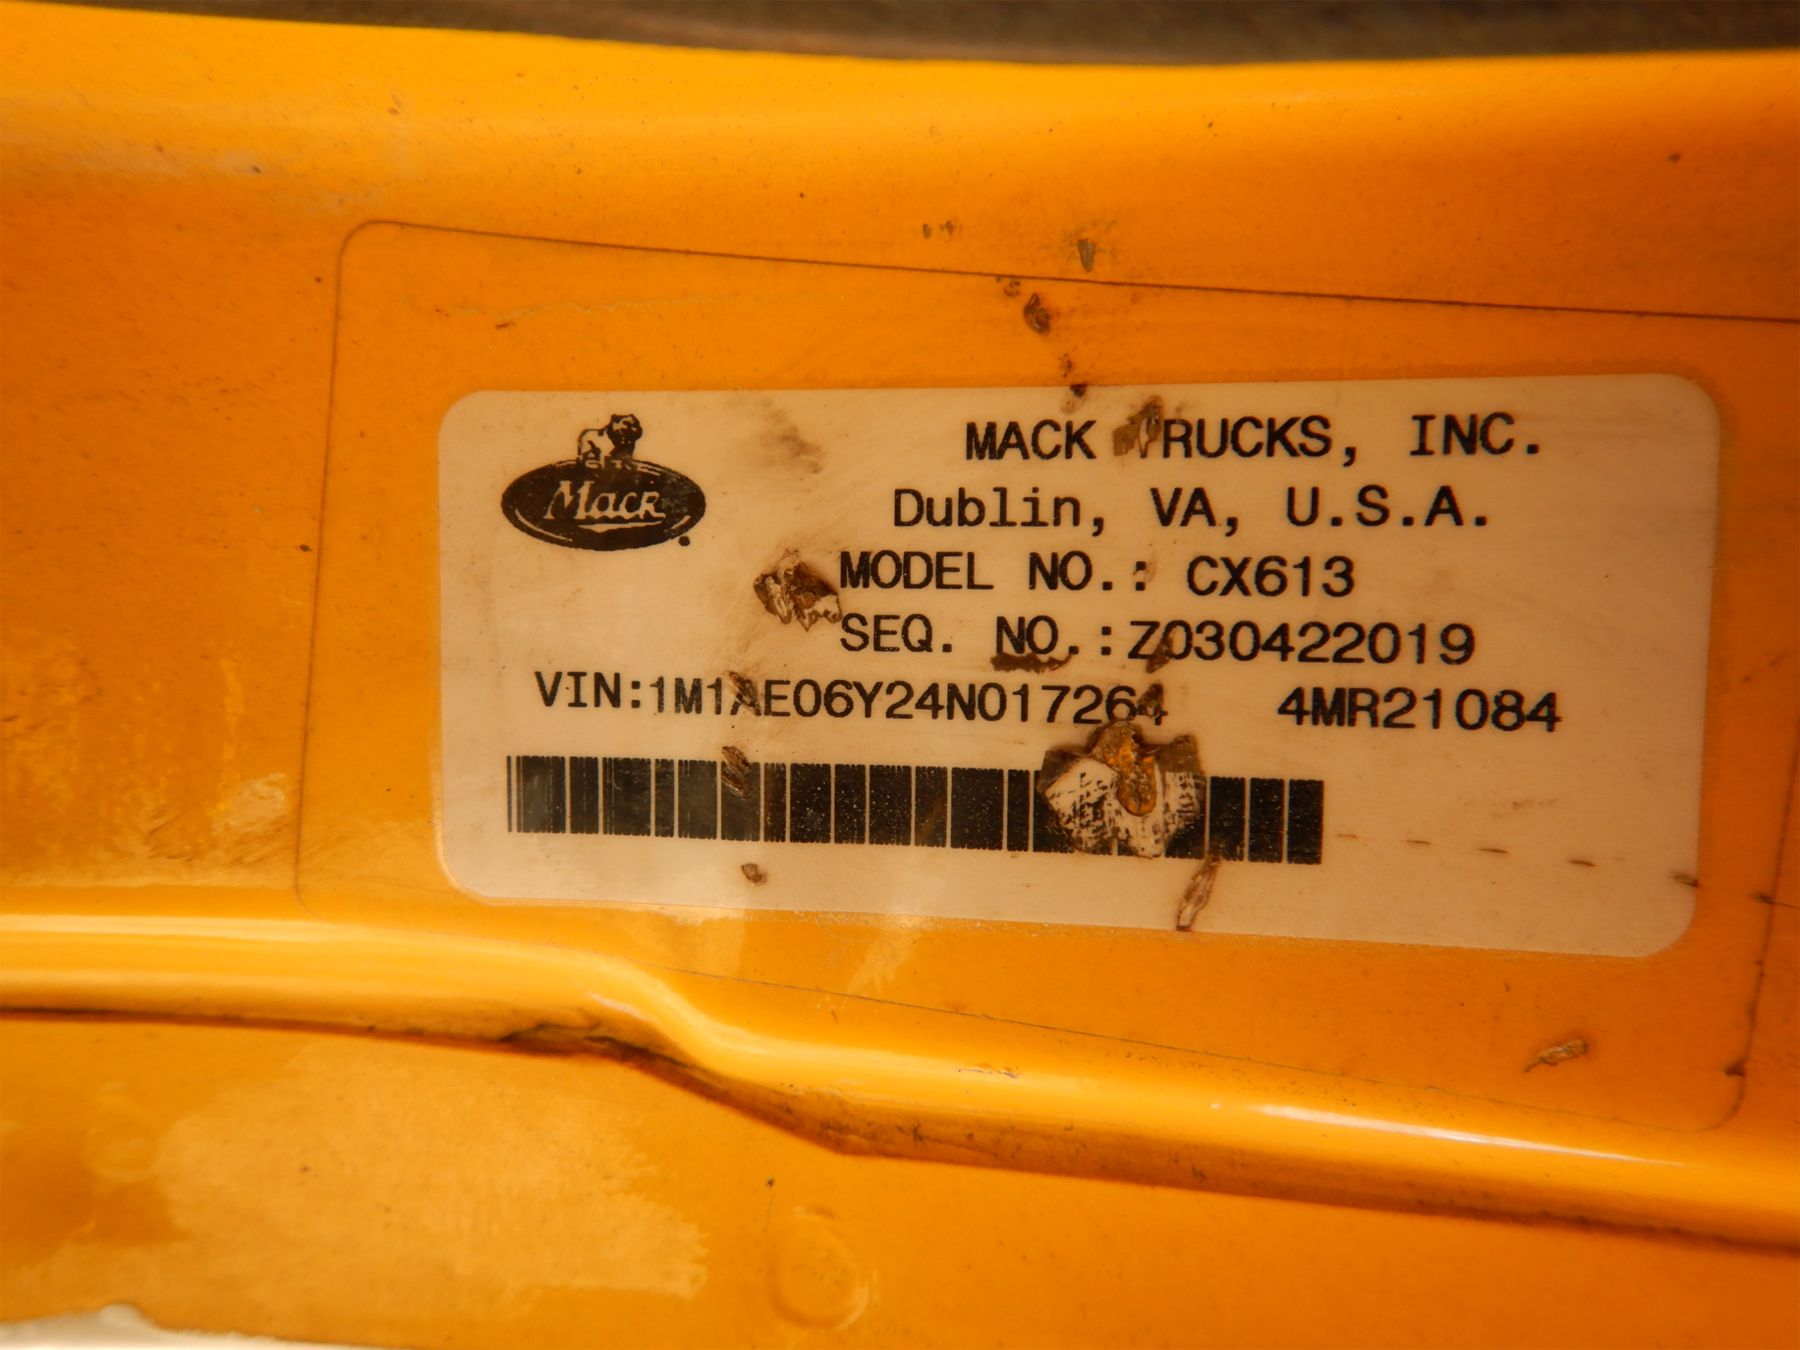 Mack
MACK TRUCKS, INC.
Dublin, VA, U.S.A.
MODEL NO.: CX613
SEQ. NO.:Z030422019
VIN:1M1AE06Y24N017264 4MR21084